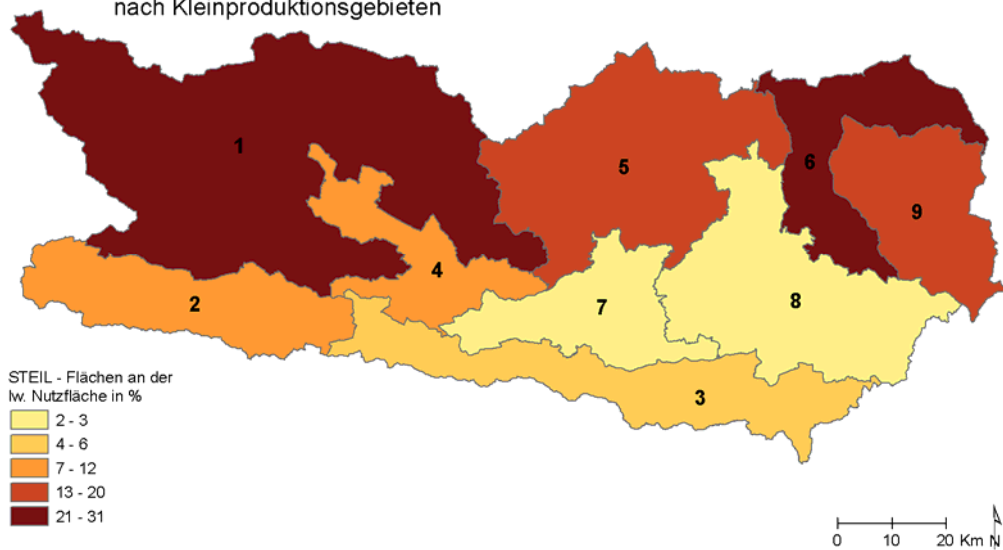 nach Kleinproduktionsgebieten
1
5
6
9
4
2
7
8
3
STEIL - Flächen an der
lw. Nutzfläche in %
2 - 3
4 - 6
7 - 12
13 - 20
21 - 31
0 10 20 Km N